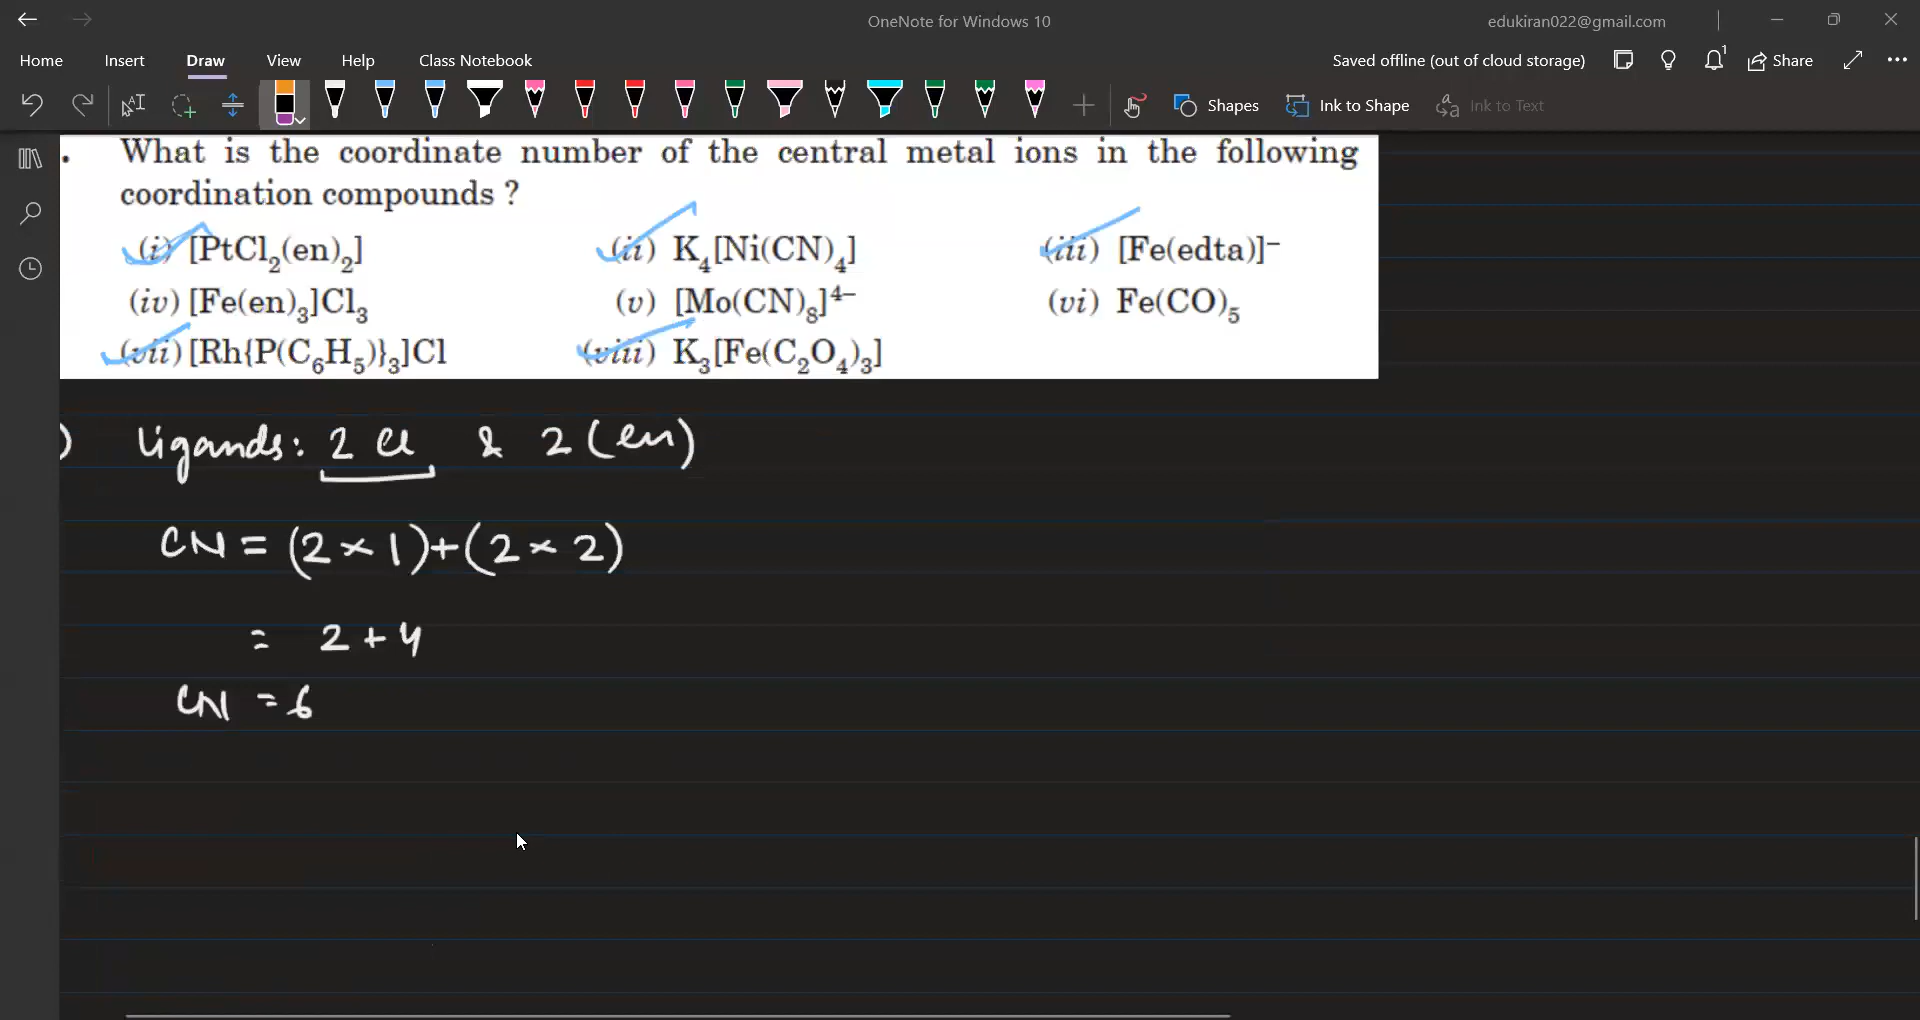 OneNote for Windows 10
edukiran022@gmail.com
Home Insert Draw View Help Class Notebook
Saved offline (out of cloud storage) 1 Share
Shapes Ink to Shape Ink to Text
. What is the coordinate number of the central metal ions in the following
coordination compounds ?
(i) [PtCl₂(en)₂] (ii) K₄[Ni(CN)₄] (iii) [Fe(edta)]⁻
(iv) [Fe(en)₃]Cl₃ (v) [Mo(CN)₈]⁴⁻ (vi) Fe(CO)₅
(vii) [Rh{P(C₆H₅)}₃]Cl (viii) K₃[Fe(C₂O₄)₃]
) Ligands: 2 Cl & 2 (en)
CN = (2 × 1)+(2 × 2)
= 2 + 4
CN = 6